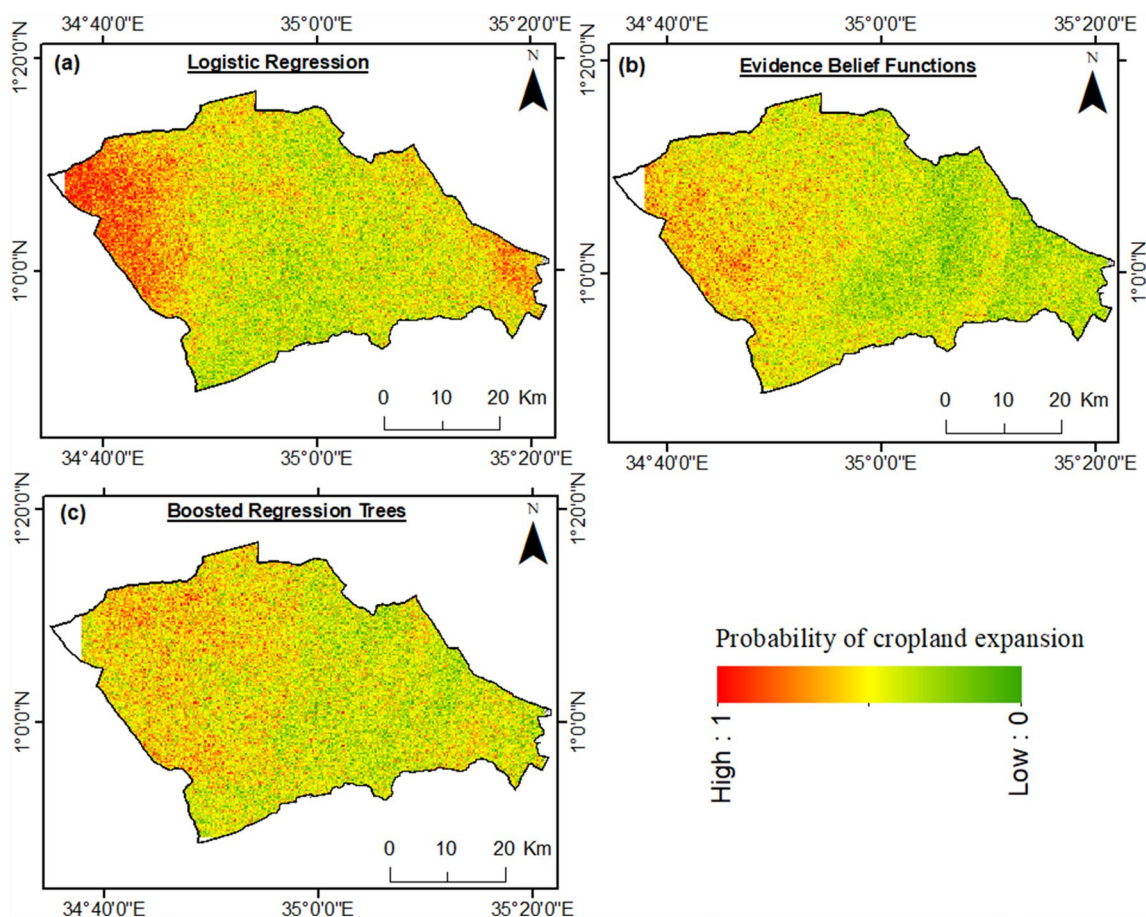 34°40'0"E 35°0'0"E 35°20'0"E 34°40'0"E 35°0'0"E 35°20'0"E
(a) Logistic Regression N
(b) Evidence Belief Functions N
1°20'0"N 1°20'0"N
1°0'0"N 1°0'0"N 1°0'0"N
0 10 20 Km
0 10 20 Km
34°40'0"E 35°0'0"E 35°20'0"E 34°40'0"E 35°0'0"E 35°20'0"E
(c) Boosted Regression Trees N
1°20'0"N 1°20'0"N
1°0'0"N 1°0'0"N
0 10 20 Km
34°40'0"E 35°0'0"E 35°20'0"E
Probability of cropland expansion
High : 1
Low : 0